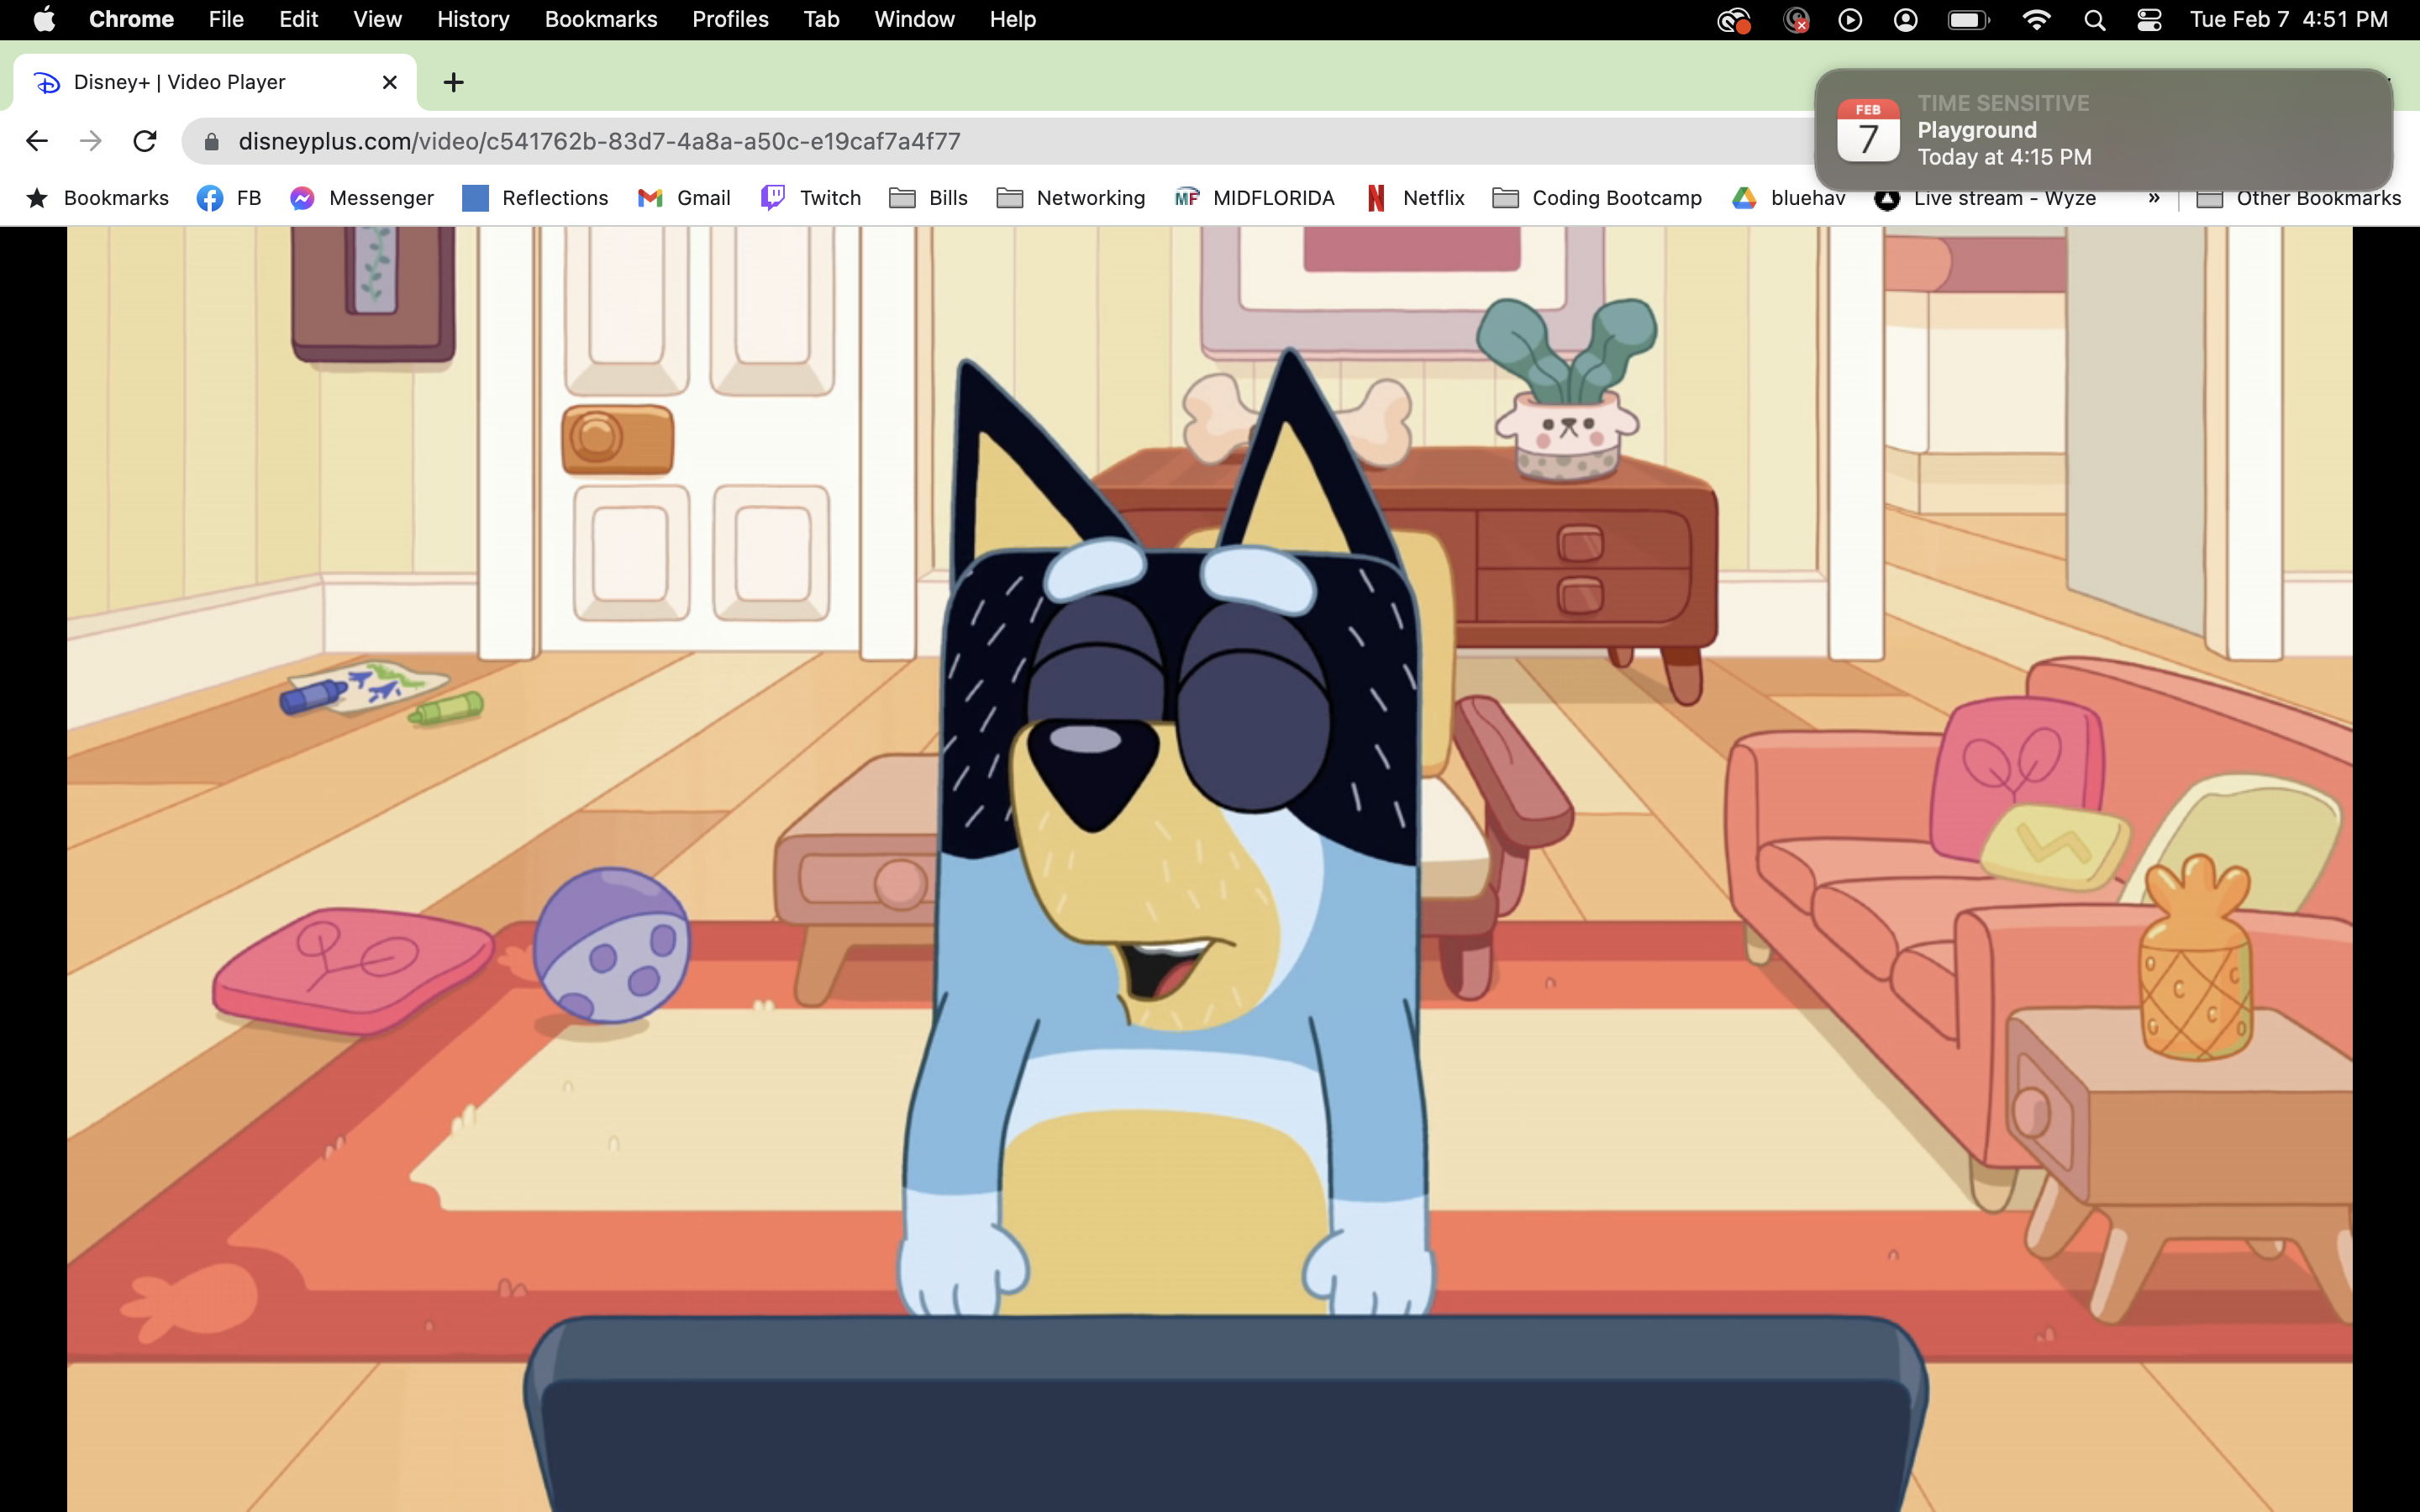 Chrome File Edit View History Bookmarks Profiles Tab Window Help Tue Feb 7 4:51 PM
Disney+ | Video Player
TIME SENSITIVE
FEB
7
Playground
Today at 4:15 PM
disneyplus.com/video/c541762b-83d7-4a8a-a50c-e19caf7a4f77
Bookmarks FB Messenger Reflections Gmail Twitch Bills Networking MF MIDFLORIDA Netflix Coding Bootcamp bluehav Live stream - Wyze » Other Bookmarks